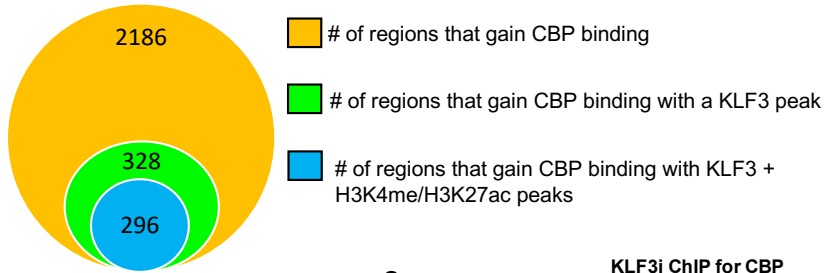 2186
328
296
# of regions that gain CBP binding
# of regions that gain CBP binding with a KLF3 peak
# of regions that gain CBP binding with KLF3 +
H3K4me/H3K27ac peaks
KLF3i ChIP for CBP